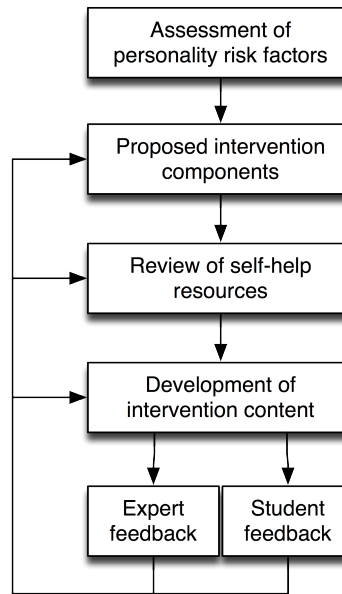 Assessment of
personality risk factors
Proposed intervention
components
Review of self-help
resources
Development of
intervention content
Expert
feedback
Student
feedback